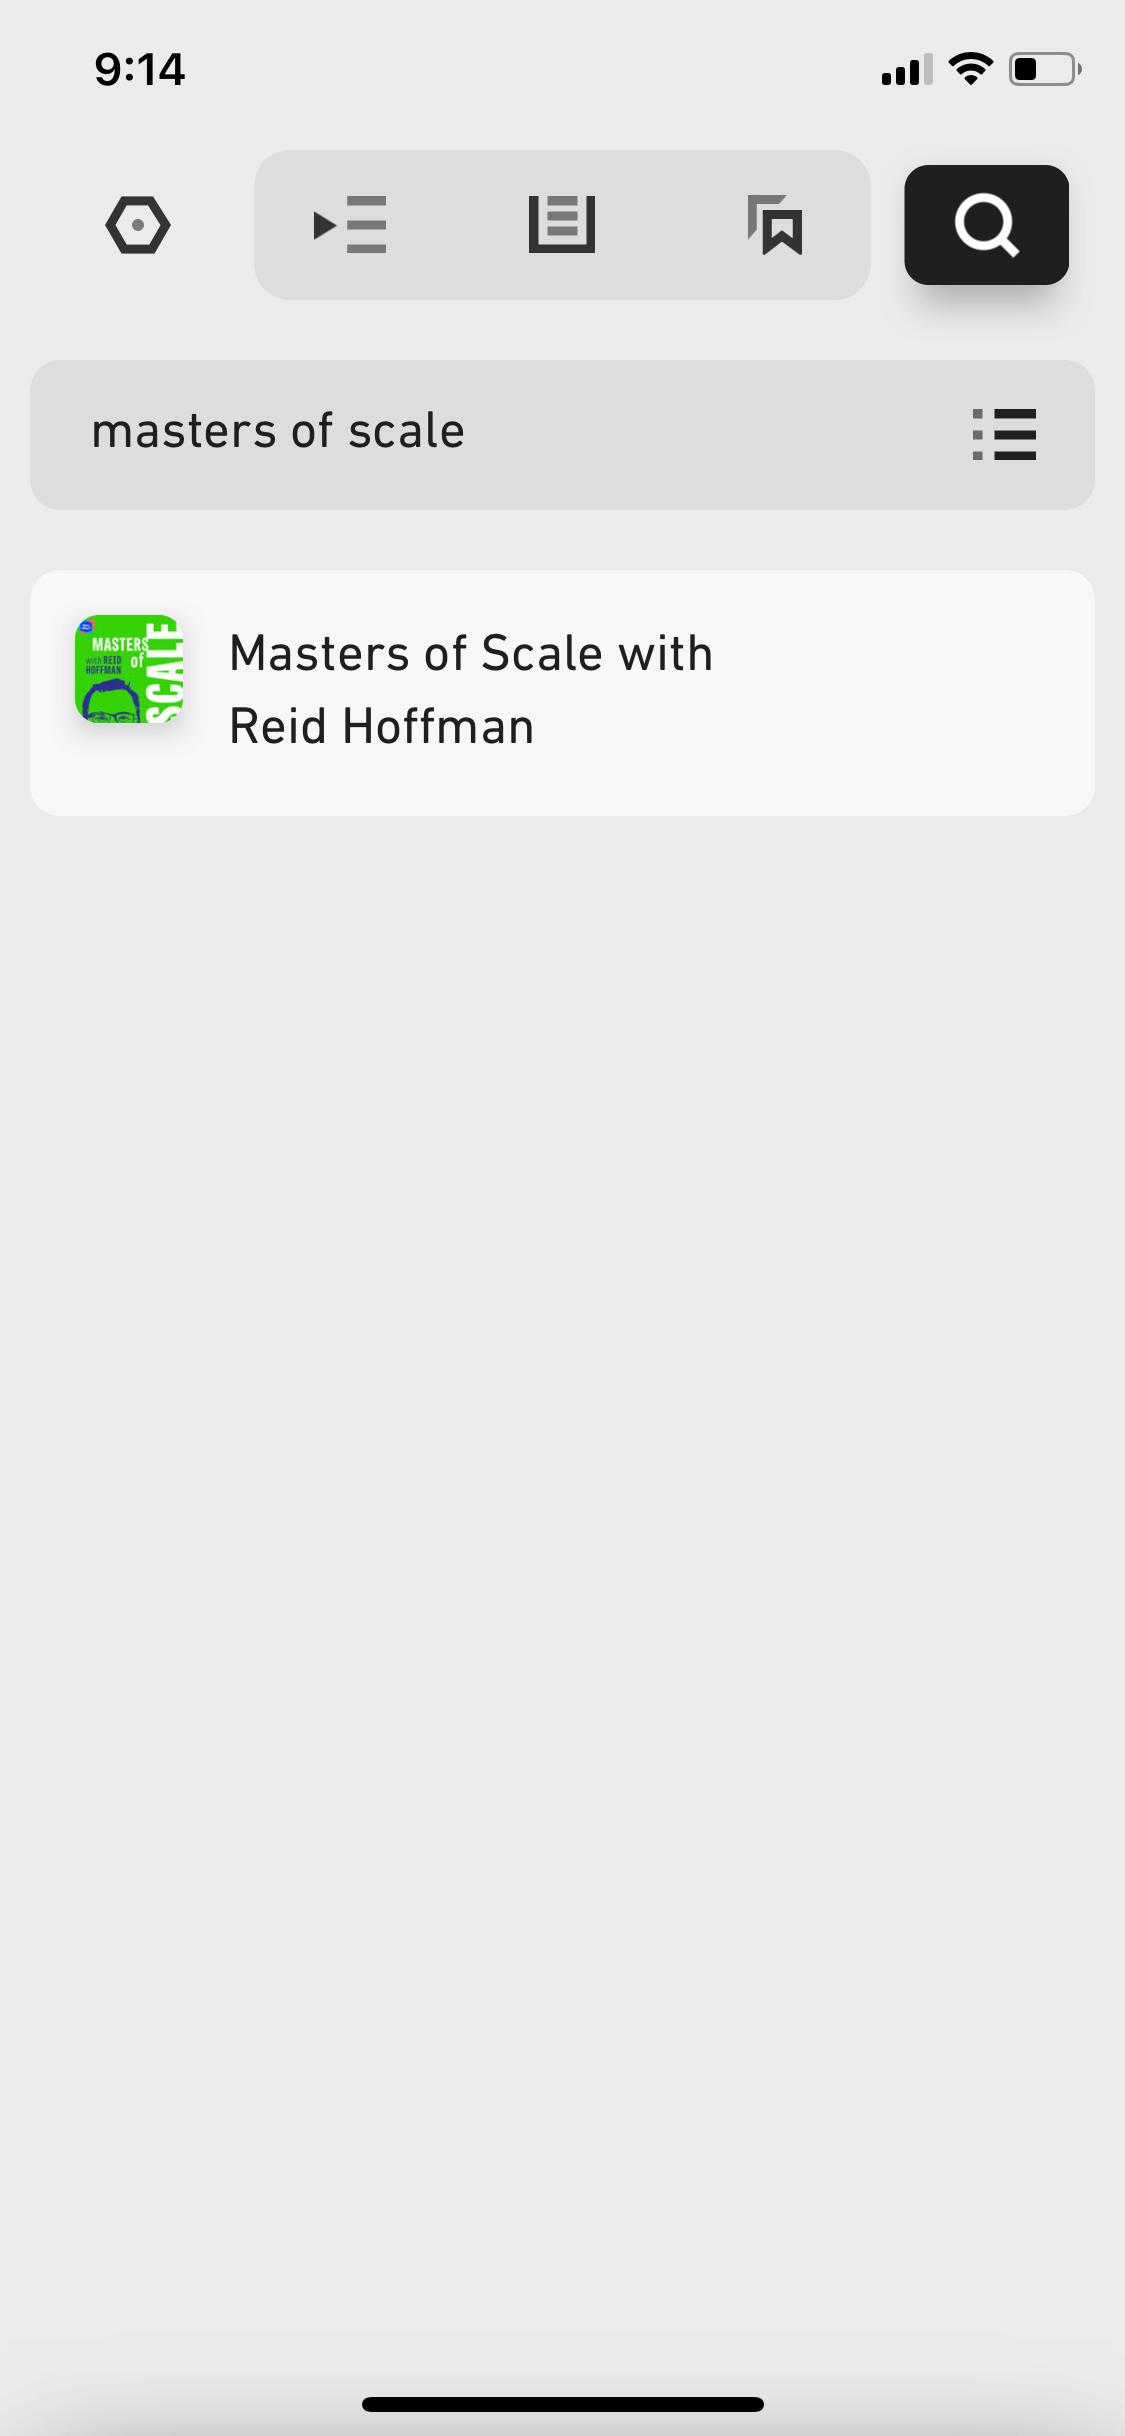 9:14
masters of scale
MASTERS
with REID
of
HOFFMAN
SCALE
Masters of Scale with
Reid Hoffman